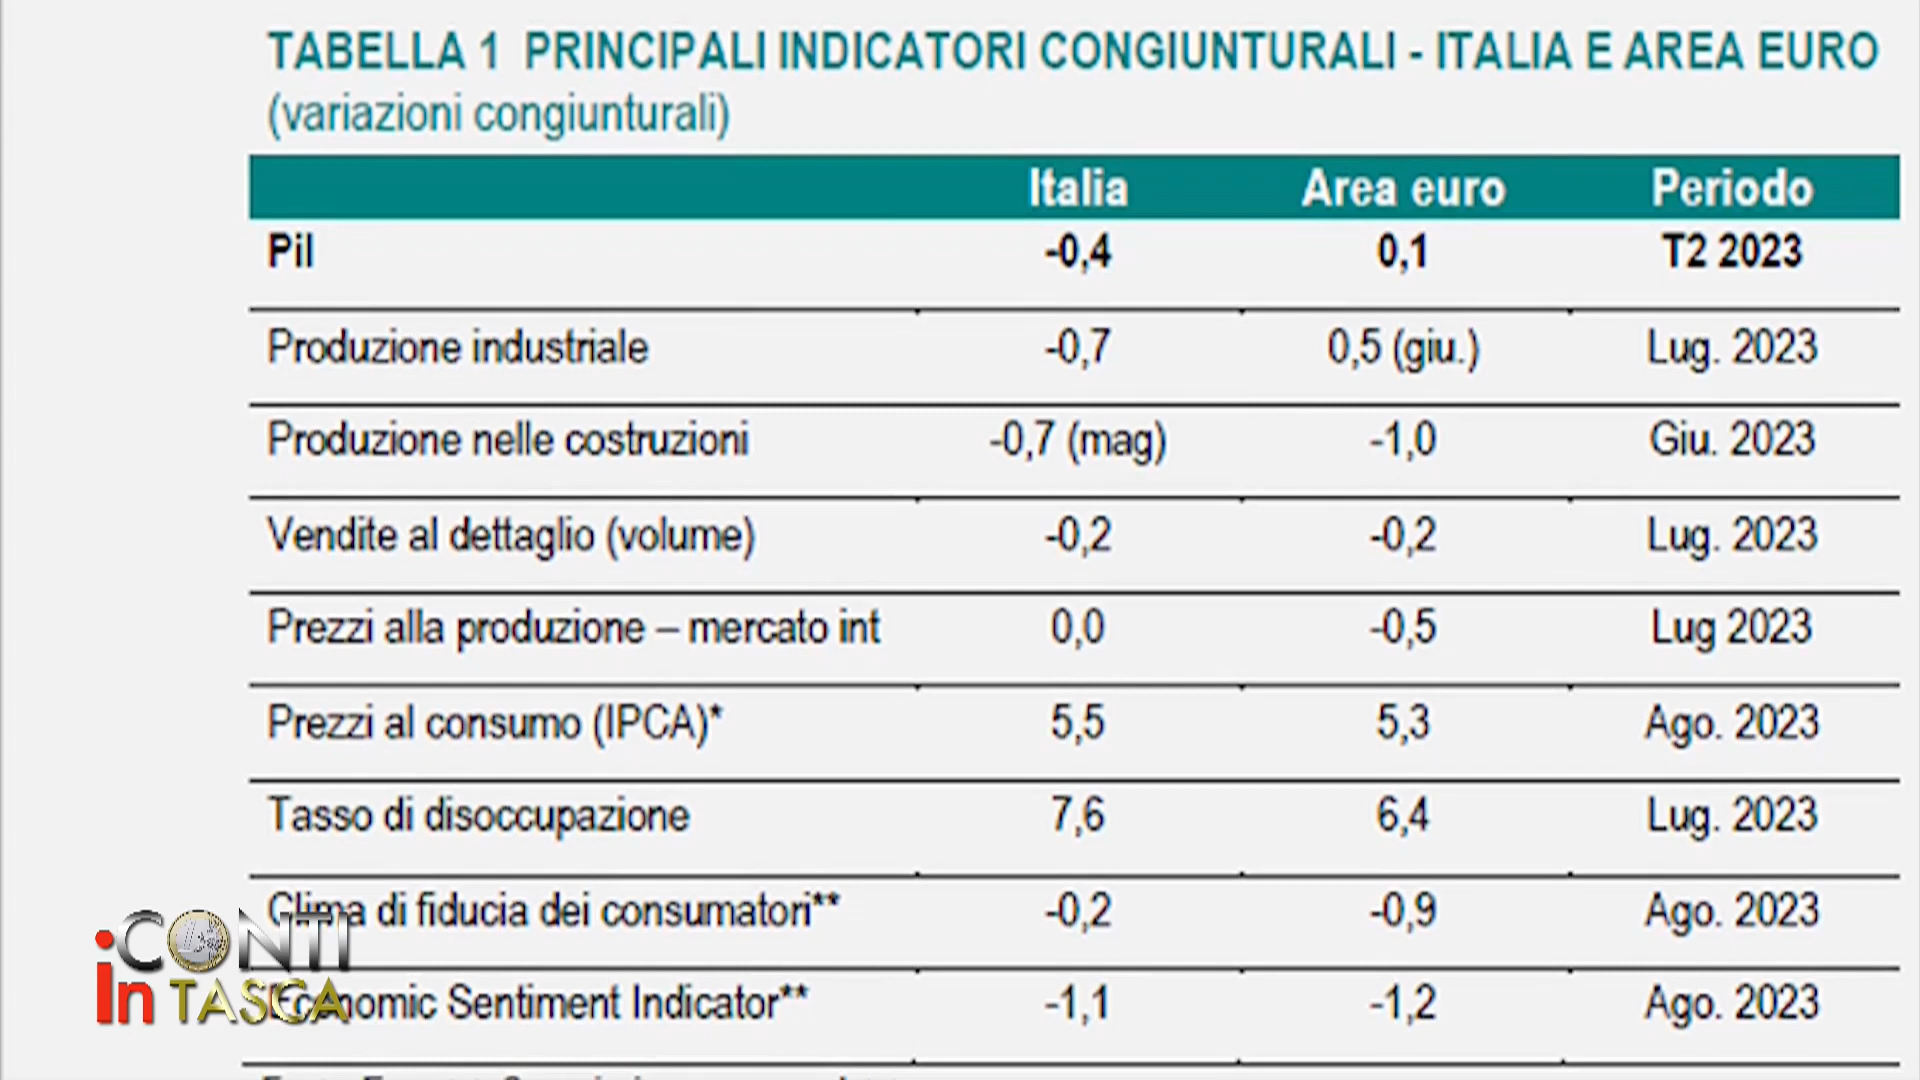 TABELLA 1 PRINCIPALI INDICATORI CONGIUNTURALI - ITALIA E AREA EURO
(variazioni congiunturali)
Italia Area euro Periodo
Pil -0,4 0,1 T2 2023
Produzione industriale -0,7 0,5 (giu.) Lug. 2023
Produzione nelle costruzioni -0,7 (mag) -1,0 Giu. 2023
Vendite al dettaglio (volume) -0,2 -0,2 Lug. 2023
Prezzi alla produzione – mercato int 0,0 -0,5 Lug 2023
Prezzi al consumo (IPCA)* 5,5 5,3 Ago. 2023
Tasso di disoccupazione 7,6 6,4 Lug. 2023
Clima di fiducia dei consumatori** -0,2 -0,9 Ago. 2023
Economic Sentiment Indicator** -1,1 -1,2 Ago. 2023
iCONTI
In TASCA